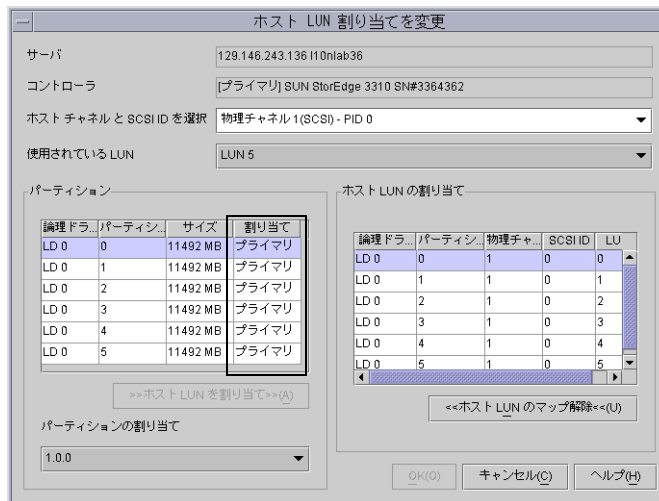 ホスト LUN 割り当てを変更
サーバ 129.146.243.136 l10nlab36
コントローラ [プライマリ] SUN StorEdge 3310 SN#3364362
ホスト チャネル と SCSI ID を選択 物理チャネル 1(SCSI) - PID 0
使用されている LUN LUN 5
パーティション
論理ドラ... パーティシ... サイズ 割り当て
LD 0 0 11492 MB プライマリ
LD 0 1 11492 MB プライマリ
LD 0 2 11492 MB プライマリ
LD 0 3 11492 MB プライマリ
LD 0 4 11492 MB プライマリ
LD 0 5 11492 MB プライマリ
>>ホスト LUN を割り当て>>(A)
パーティションの割り当て
1.0.0
ホスト LUN の割り当て
論理ドラ... パーティシ... 物理チャ... SCSI ID LU
LD 0 0 1 0 0
LD 0 1 1 0 1
LD 0 2 1 0 2
LD 0 3 1 0 3
LD 0 4 1 0 4
LD 0 5 1 0 5
<<ホスト LUN のマップ解除<<(U)
OK(O) キャンセル(C) ヘルプ(H)